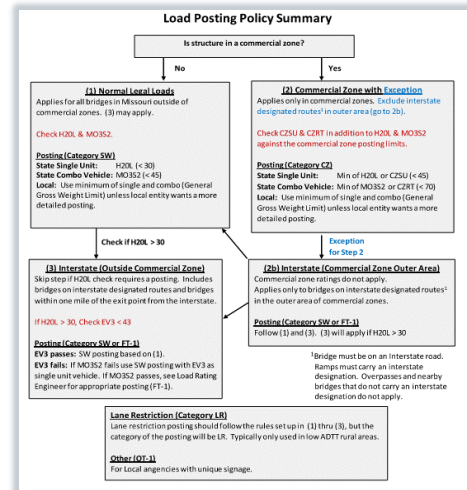 Load Posting Policy Summary
Is structure in a commercial zone?
No
Yes
(1) Normal Legal Loads
Applies for all bridges in Missouri outside of
commercial zones. (3) may apply.
Check H20L & MO3S2.
Posting (Category SW)
State Single Unit: H20L (< 30)
State Combo Vehicle: MO3S2 (< 45)
Local: Use minimum of single and combo (General
Gross Weight Limit) unless local entity wants a more
detailed posting.
(2) Commercial Zone with Exception
Applies only in commercial zones. Exclude interstate
designated routes¹ in outer area (go to 2b).
Check CZSU & CZRT in addition to H20L & MO3S2
against the commercial zone posting limits.
Posting (Category CZ)
State Single Unit: Min of H20L or CZSU (< 45)
State Combo Vehicle: Min of MO3S2 or CZRT (< 70)
Local: Use minimum of single and combo (General
Gross Weight Limit) unless local entity wants a more
detailed posting.
Check if H20L > 30
Exception
for Step 2
(3) Interstate (Outside Commercial Zone)
Skip step if H20L check requires a posting. Includes
bridges on interstate designated routes and bridges
within one mile of the exit point from the interstate.
If H20L > 30, Check EV3 < 43
Posting (Category SW or FT-1)
EV3 passes: SW posting based on (1).
EV3 fails: If MO3S2 fails use SW posting with EV3 as
single unit vehicle. If MO3S2 passes, see Load Rating
Engineer for appropriate posting (FT-1).
(2b) Interstate (Commercial Zone Outer Area)
Commercial zone ratings do not apply.
Applies only to bridges on interstate designated routes¹
in the outer area of commercial zones.
Posting (Category SW or FT-1)
Follow (1) and (3). (3) will apply if H20L > 30
¹Bridge must be on an Interstate road.
Ramps must carry an interstate
designation. Overpasses and nearby
bridges that do not carry an interstate
designation do not apply.
Lane Restriction (Category LR)
Lane restriction posting should follow the rules set up in (1) thru (3), but the
category of the posting will be LR. Typically only used in low ADTT rural areas.
Other (OT-1)
For Local angencies with unique signage.